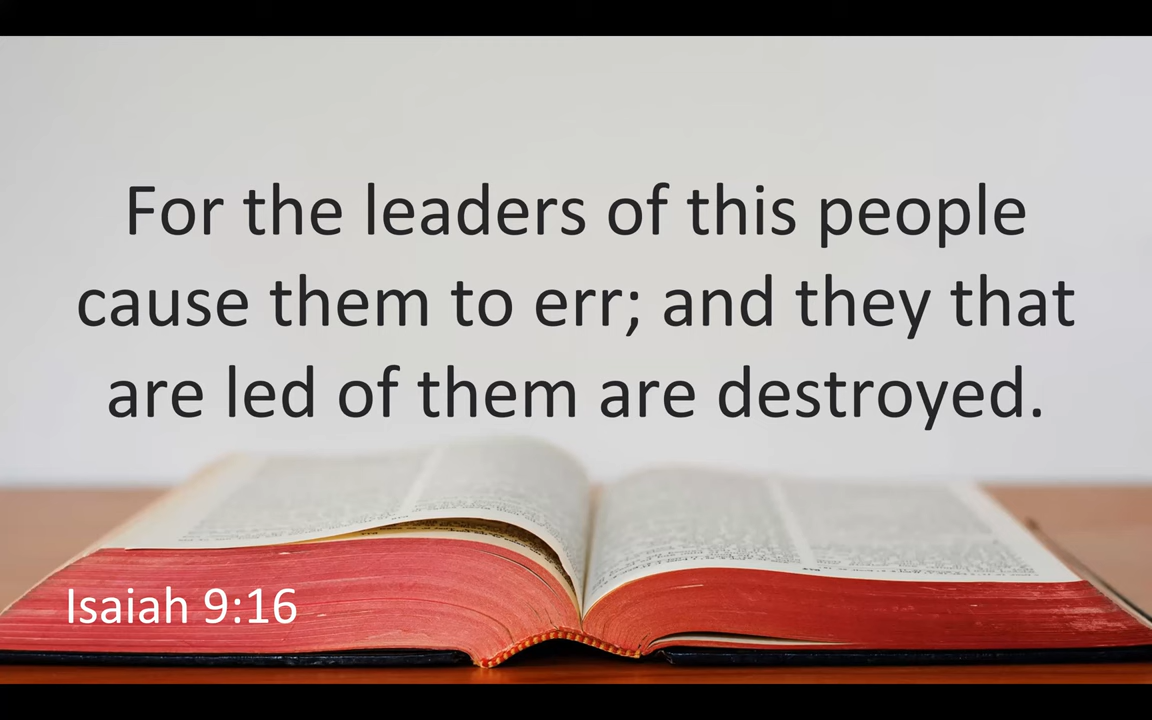 For the leaders of this people
cause them to err; and they that
are led of them are destroyed.
Isaiah 9:16